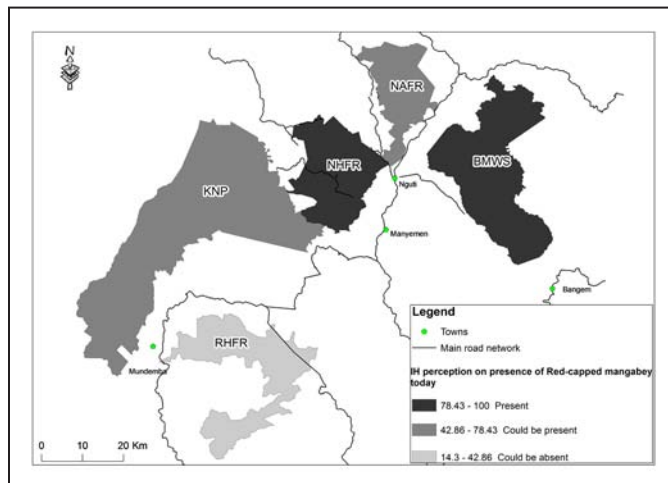 N
NAFR
NHFR
BMWS
KNP
Nguti
Manyemen
Bangem
RHFR
Mundemba
0 10 20 Km
Legend
Towns
Main road network
IH perception on presence of Red-capped mangabey
today
78.43 - 100 Present
42.86 - 78.43 Could be present
14.3 - 42.86 Could be absent